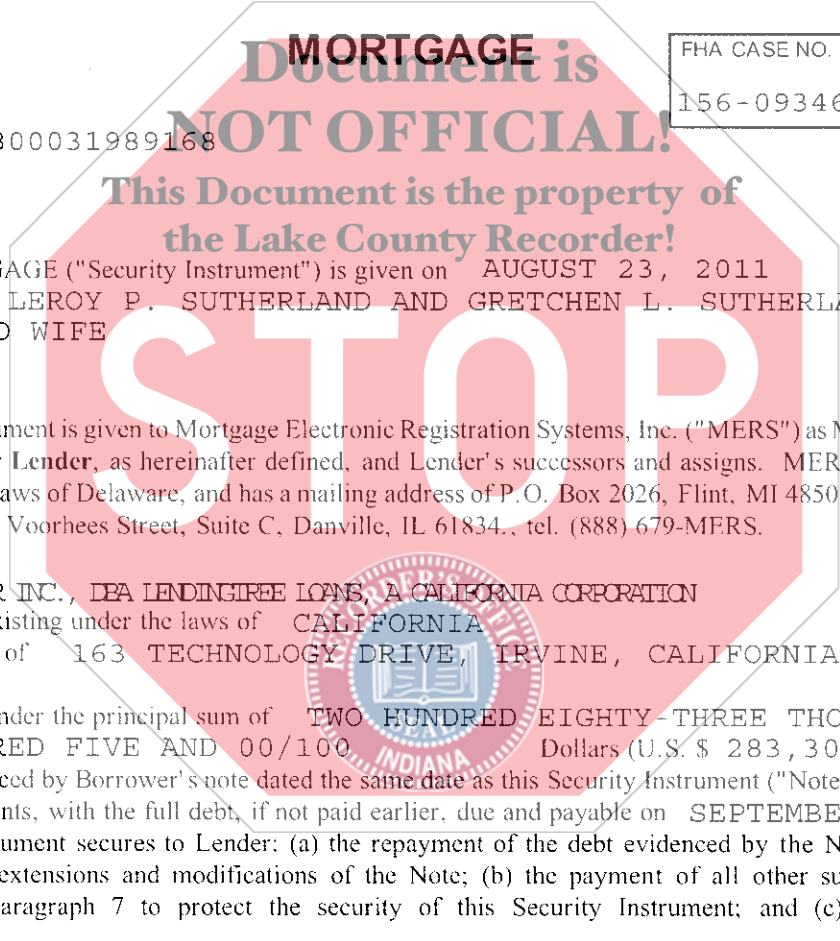 MORTGAGE
Document is
FHA CASE NO.
NOT OFFICIAL!
156-09346
300031989168
This Document is the property of
the Lake County Recorder!
GAGE ("Security Instrument") is given on AUGUST 23, 2011
LEROY P. SUTHERLAND AND GRETCHEN L. SUTHERLA
D WIFE
STOP
ument is given to Mortgage Electronic Registration Systems, Inc. ("MERS") as N
r Lender, as hereinafter defined, and Lender's successors and assigns. MER
aws of Delaware, and has a mailing address of P.O. Box 2026, Flint, MI 4850
Voorhees Street, Suite C, Danville, IL 61834., tel. (888) 679-MERS.
R INC., DBA LENDINGTREE LOANS, A CALIFORNIA CORPORATION
xisting under the laws of CALIFORNIA
of 163 TECHNOLOGY DRIVE, IRVINE, CALIFORNIA
RECORDER'S OFFICE
SEAL
INDIANA
nder the principal sum of TWO HUNDRED EIGHTY-THREE THO
RED FIVE AND 00/100 Dollars (U.S. $ 283,30
ced by Borrower's note dated the same date as this Security Instrument ("Note
nts, with the full debt, if not paid earlier, due and payable on SEPTEMBE
ument secures to Lender: (a) the repayment of the debt evidenced by the N
extensions and modifications of the Note; (b) the payment of all other su
aragraph 7 to protect the security of this Security Instrument; and (c)